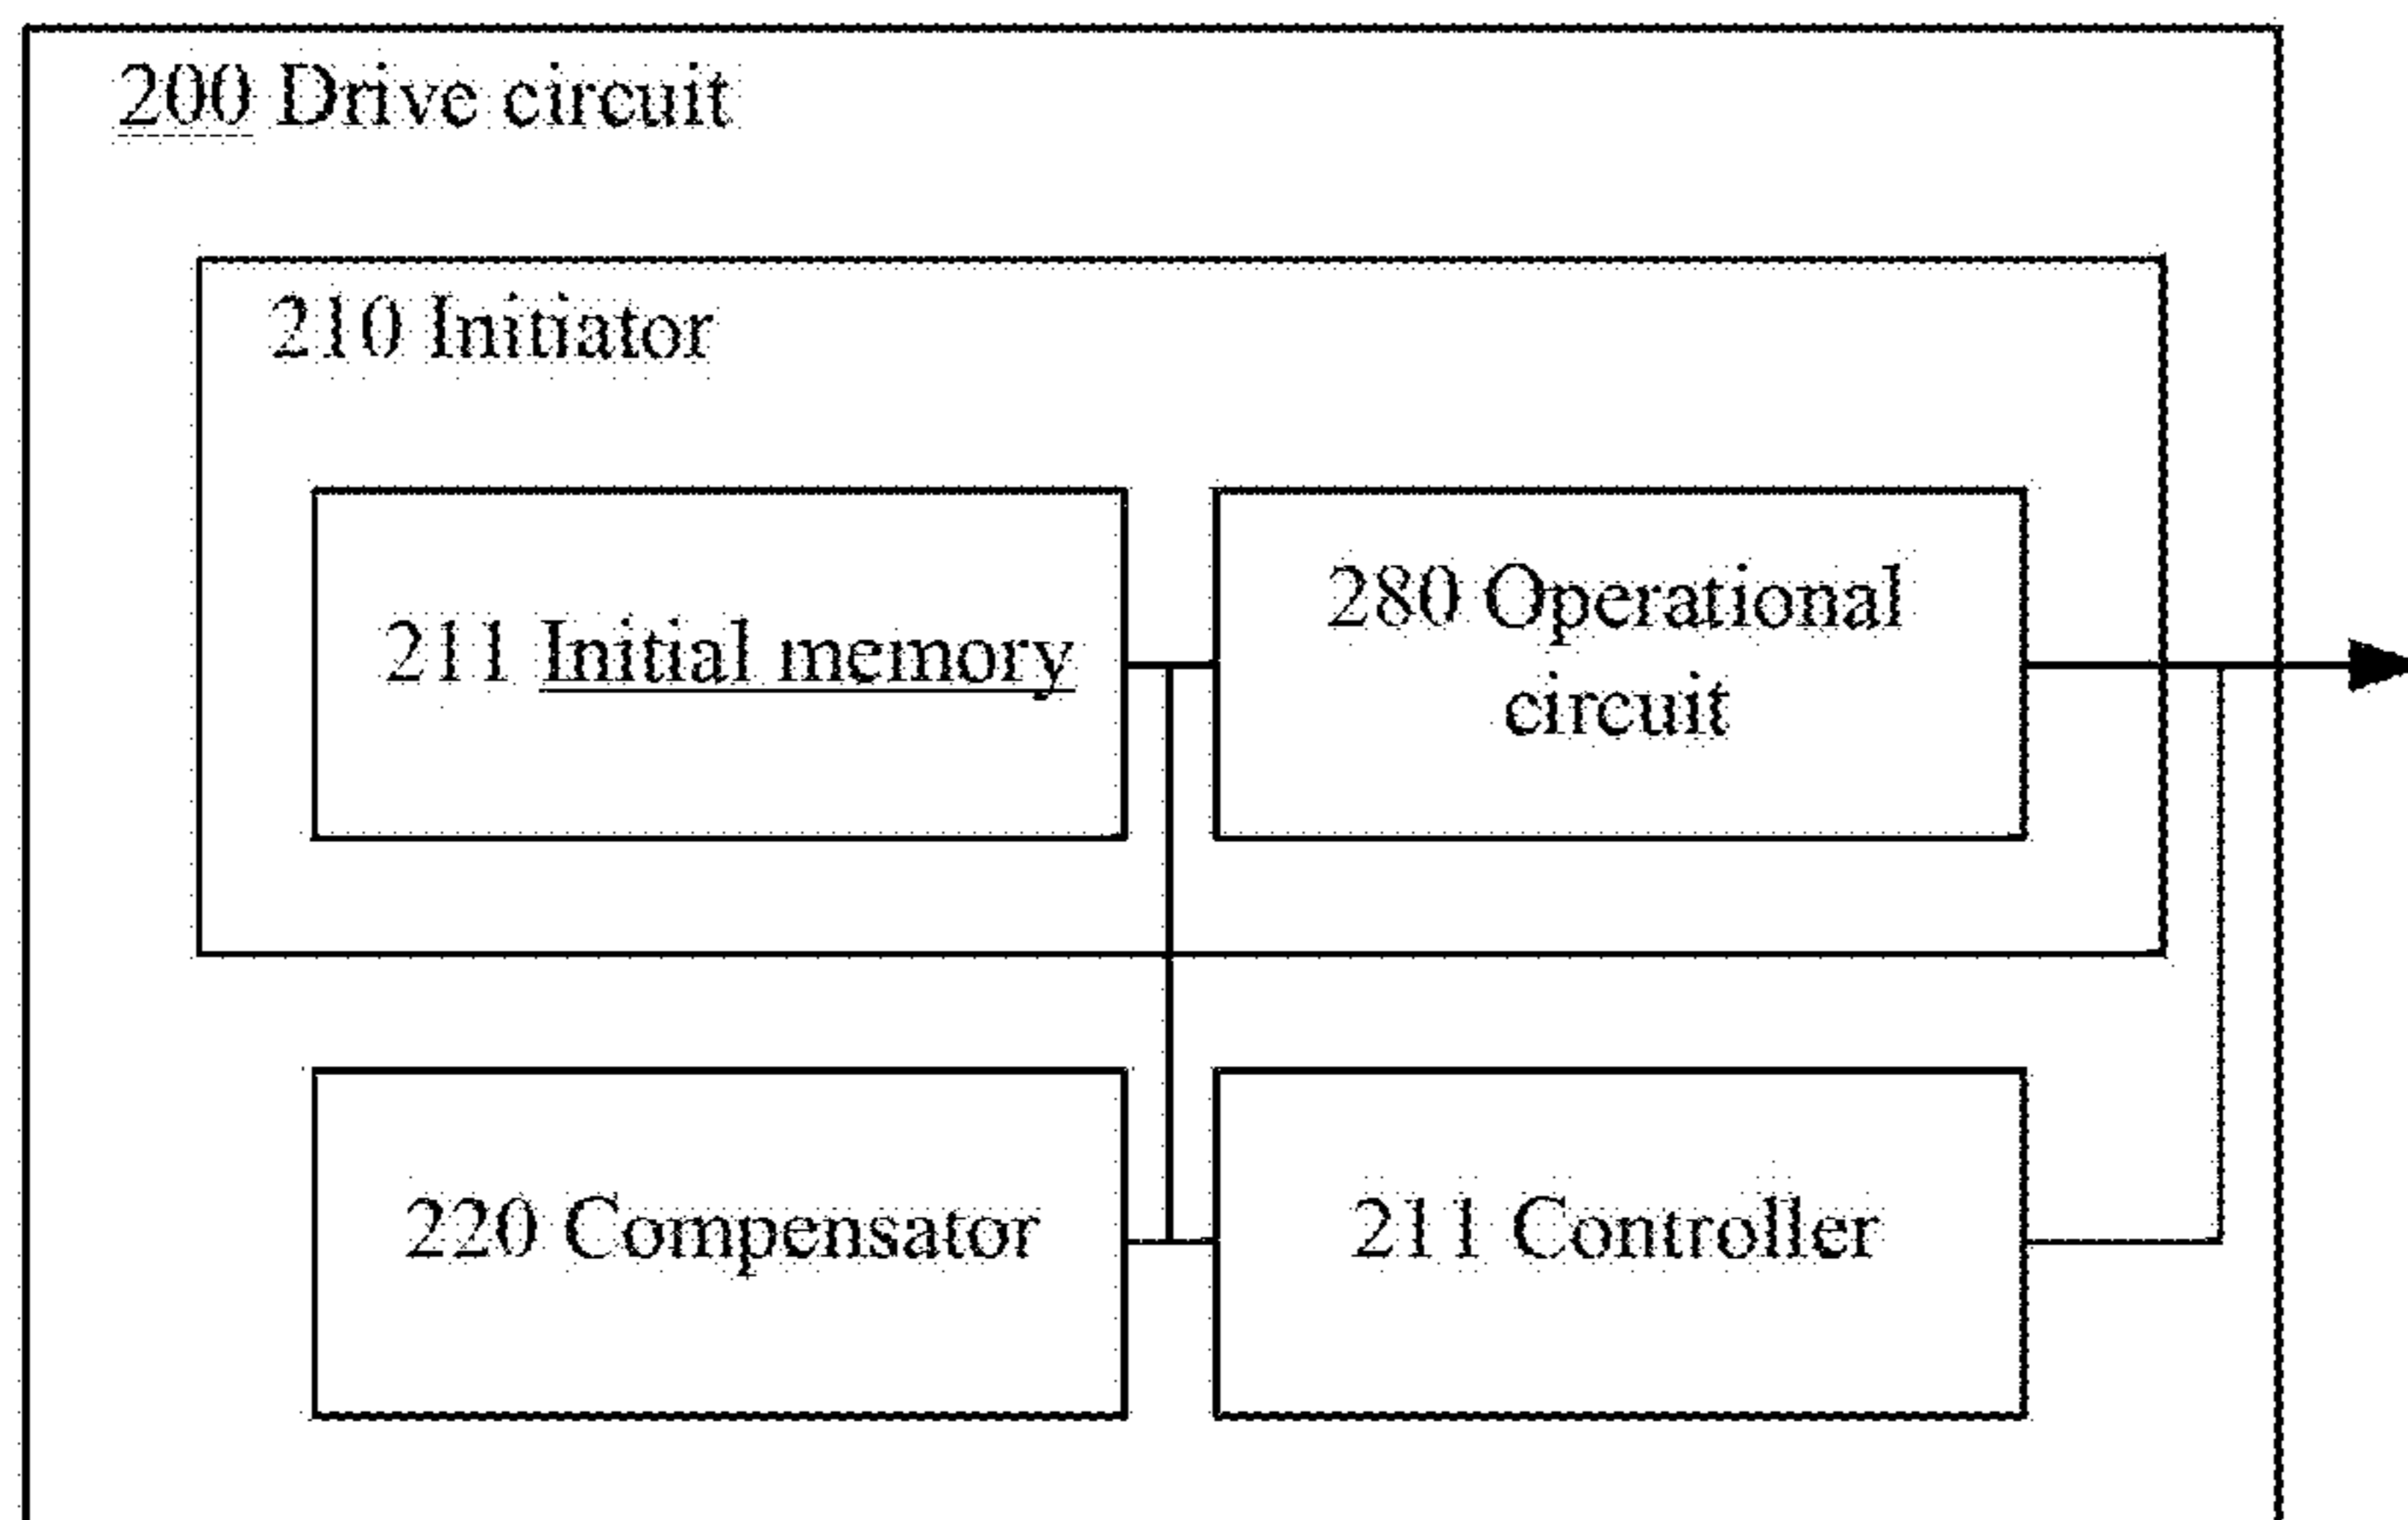 200 Drive circuit
210 Initiator
211 Initial memory
280 Operational
circuit
220 Compensator
211 Controller